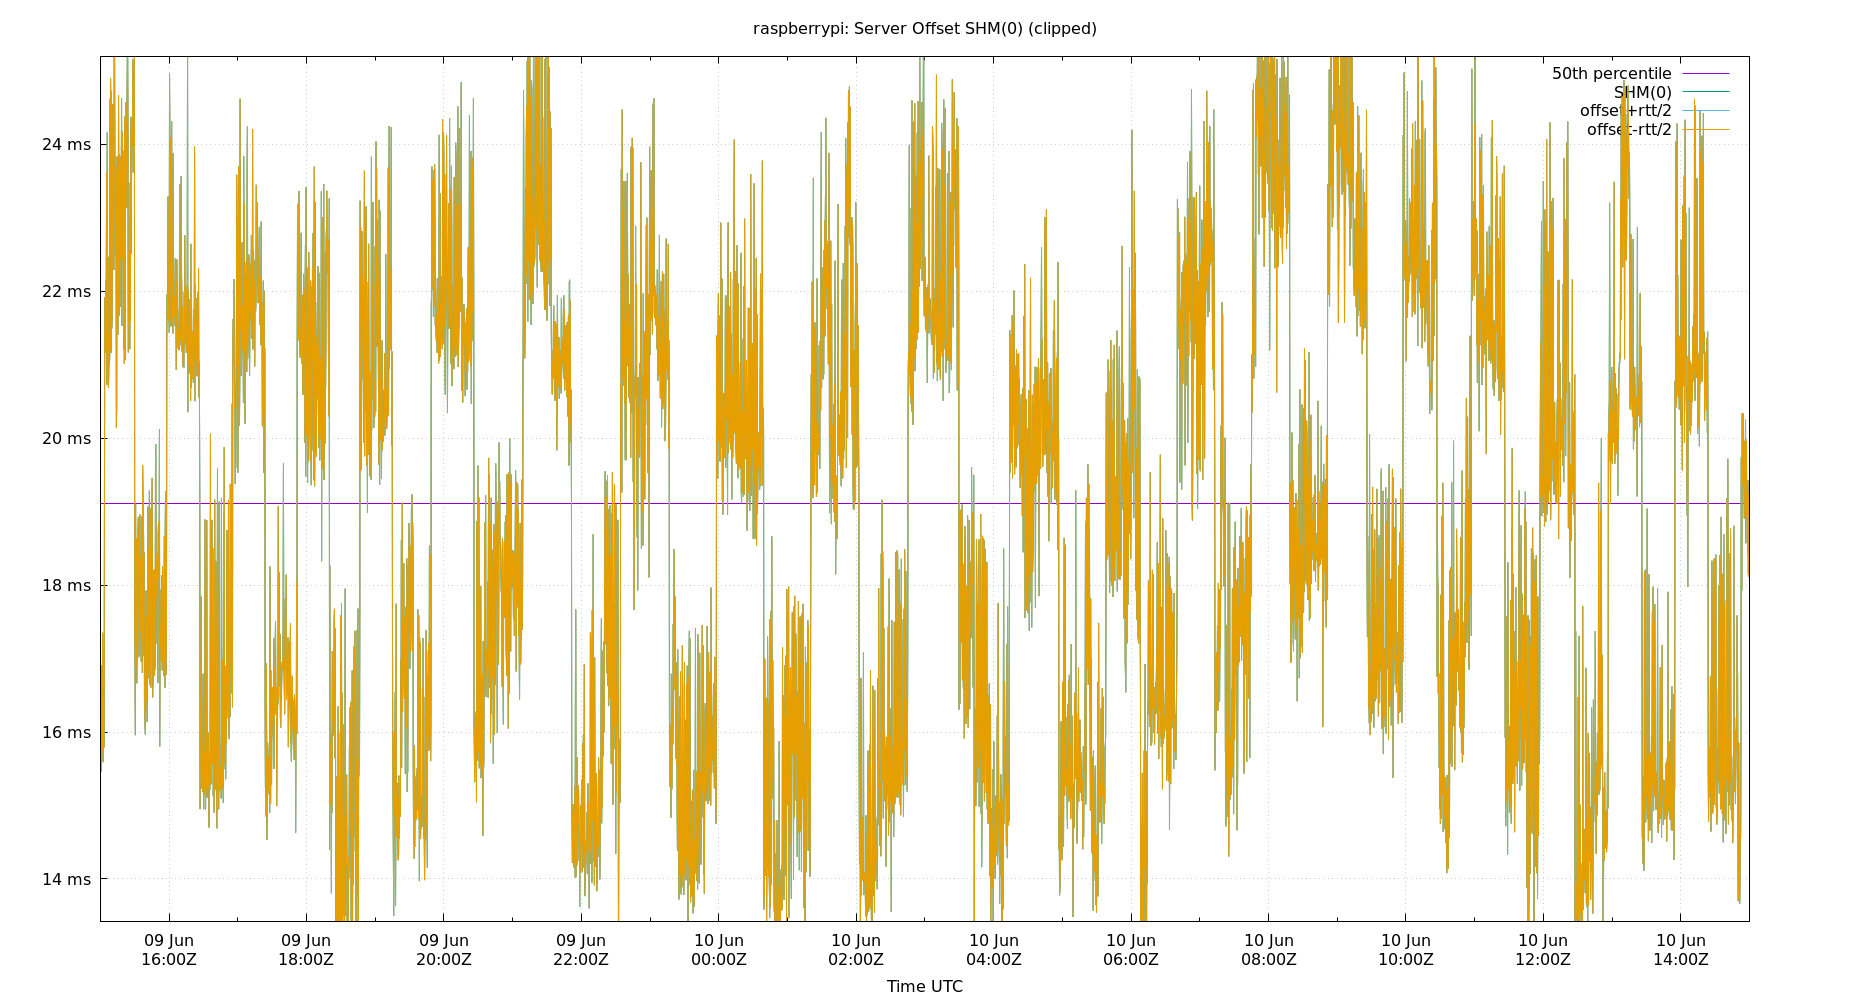 raspberrypi: Server Offset SHM(0) (clipped)
50th percentile
SHM(0)
offset+rtt/2
offset-rtt/2
24 ms
22 ms
20 ms
18 ms
16 ms
14 ms
09 Jun 09 Jun 09 Jun 09 Jun 10 Jun 10 Jun 10 Jun 10 Jun 10 Jun 10 Jun 10 Jun 10 Jun
16:00Z 18:00Z 20:00Z 22:00Z 00:00Z 02:00Z 04:00Z 06:00Z 08:00Z 10:00Z 12:00Z 14:00Z
Time UTC